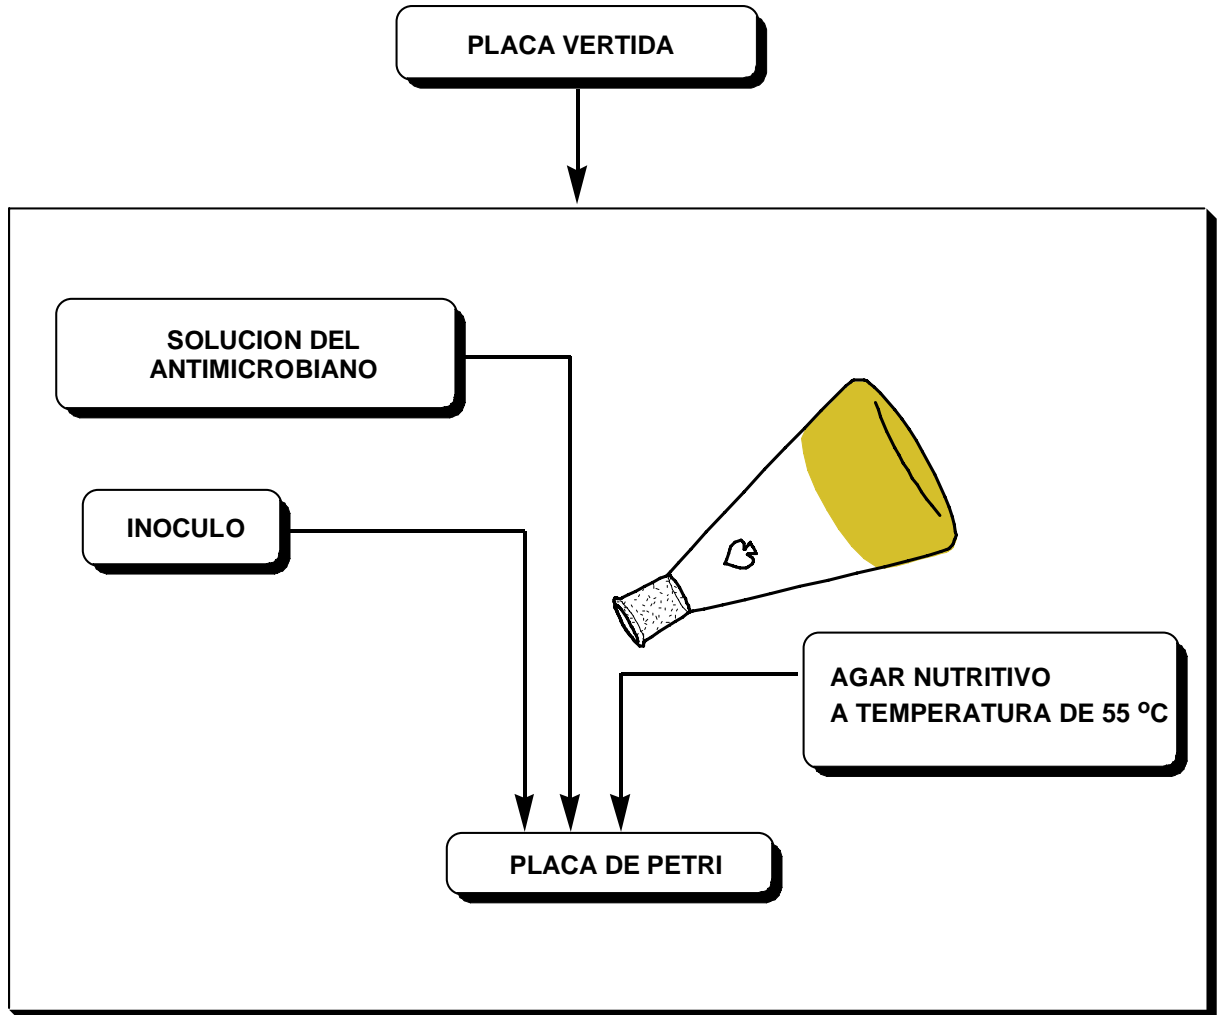 PLACA VERTIDA
SOLUCION DEL
ANTIMICROBIANO
INOCULO
AGAR NUTRITIVO
A TEMPERATURA DE 55 ºC
PLACA DE PETRI